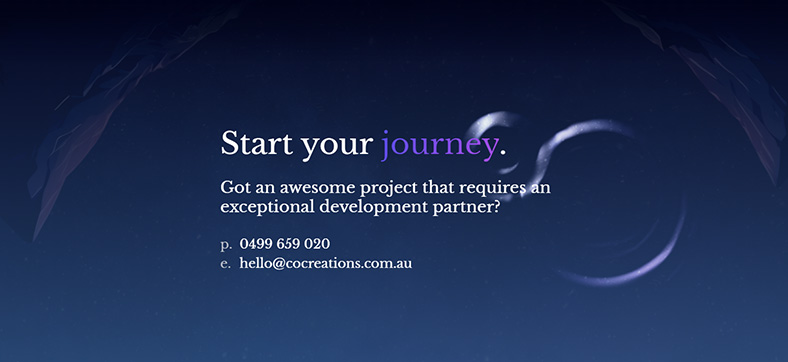 Start your journey.
Got an awesome project that requires an
exceptional development partner?
p. 0499 659 020
e. hello@cocreations.com.au